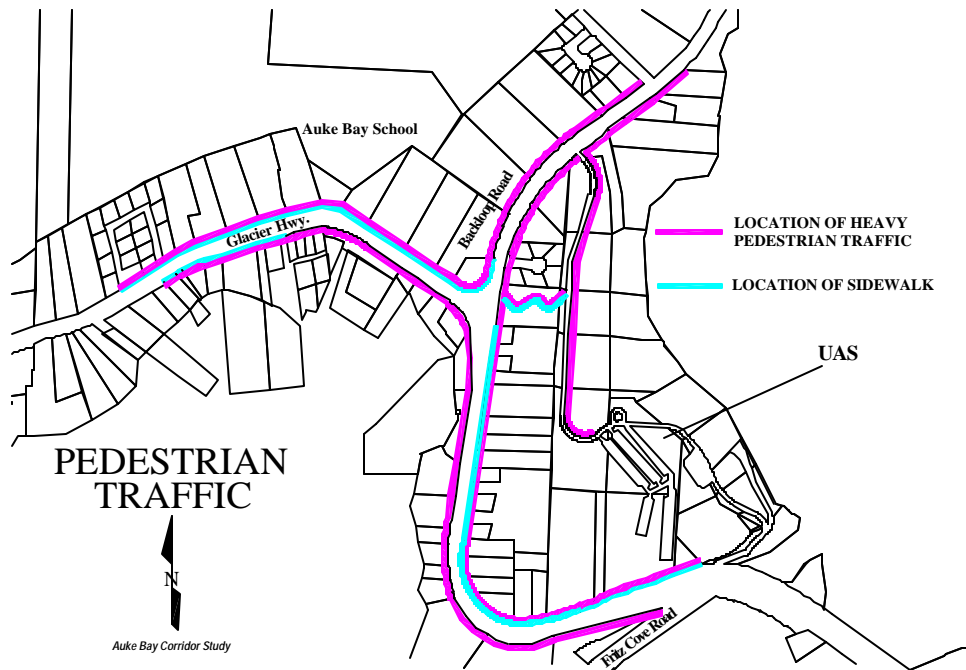 Auke Bay School
Backloop Road
Glacier Hwy.
LOCATION OF HEAVY
PEDESTRIAN TRAFFIC
LOCATION OF SIDEWALK
UAS
PEDESTRIAN
TRAFFIC
N
Fritz Cove Road
Auke Bay Corridor Study